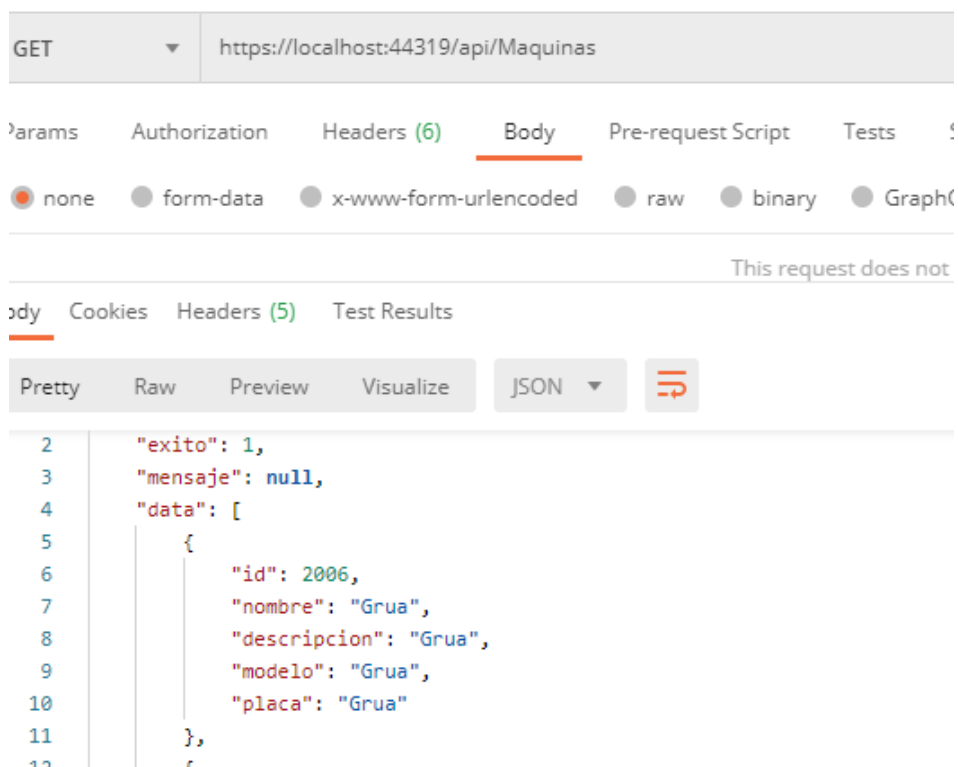 GET https://localhost:44319/api/Maquinas
Params Authorization Headers (6) Body Pre-request Script Tests
none form-data x-www-form-urlencoded raw binary
This request does not
Cookies Headers (5) Test Results
Pretty Raw Preview Visualize JSON
2 "exito": 1,
3 "mensaje": null,
4 "data": [
5 {
6 "id": 2006,
7 "nombre": "Grua",
8 "descripcion": "Grua",
9 "modelo": "Grua",
10 "placa": "Grua"
11 },